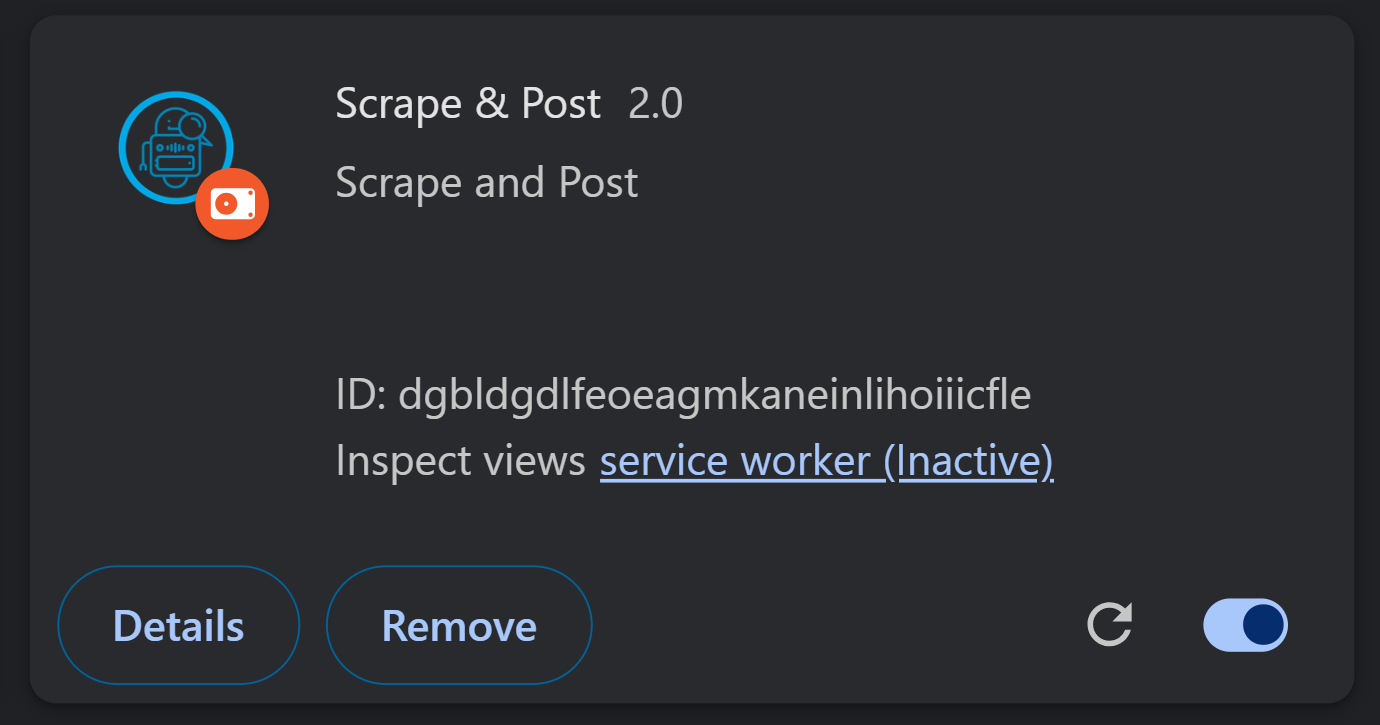 Scrape & Post 2.0
Scrape and Post
ID: dgbldgdlfeoeagmkaneinlihoiiicfle
Inspect views service worker (Inactive)
Details Remove